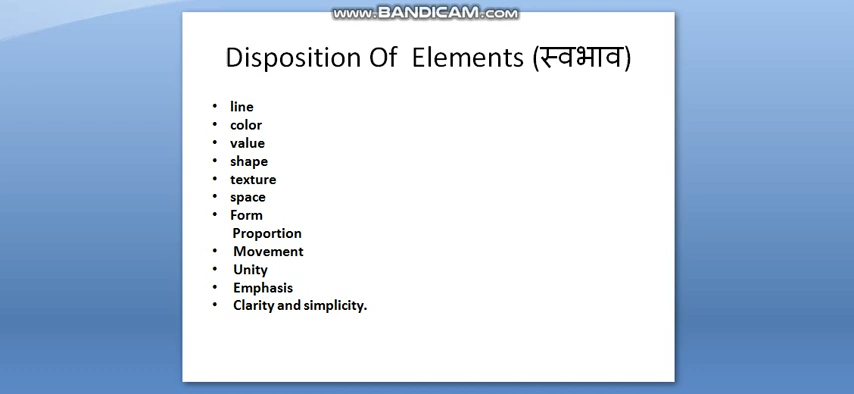 www.BANDICAM.com
Disposition Of Elements (स्वभाव)
• line
• color
• value
• shape
• texture
• space
• Form
Proportion
• Movement
• Unity
• Emphasis
• Clarity and simplicity.